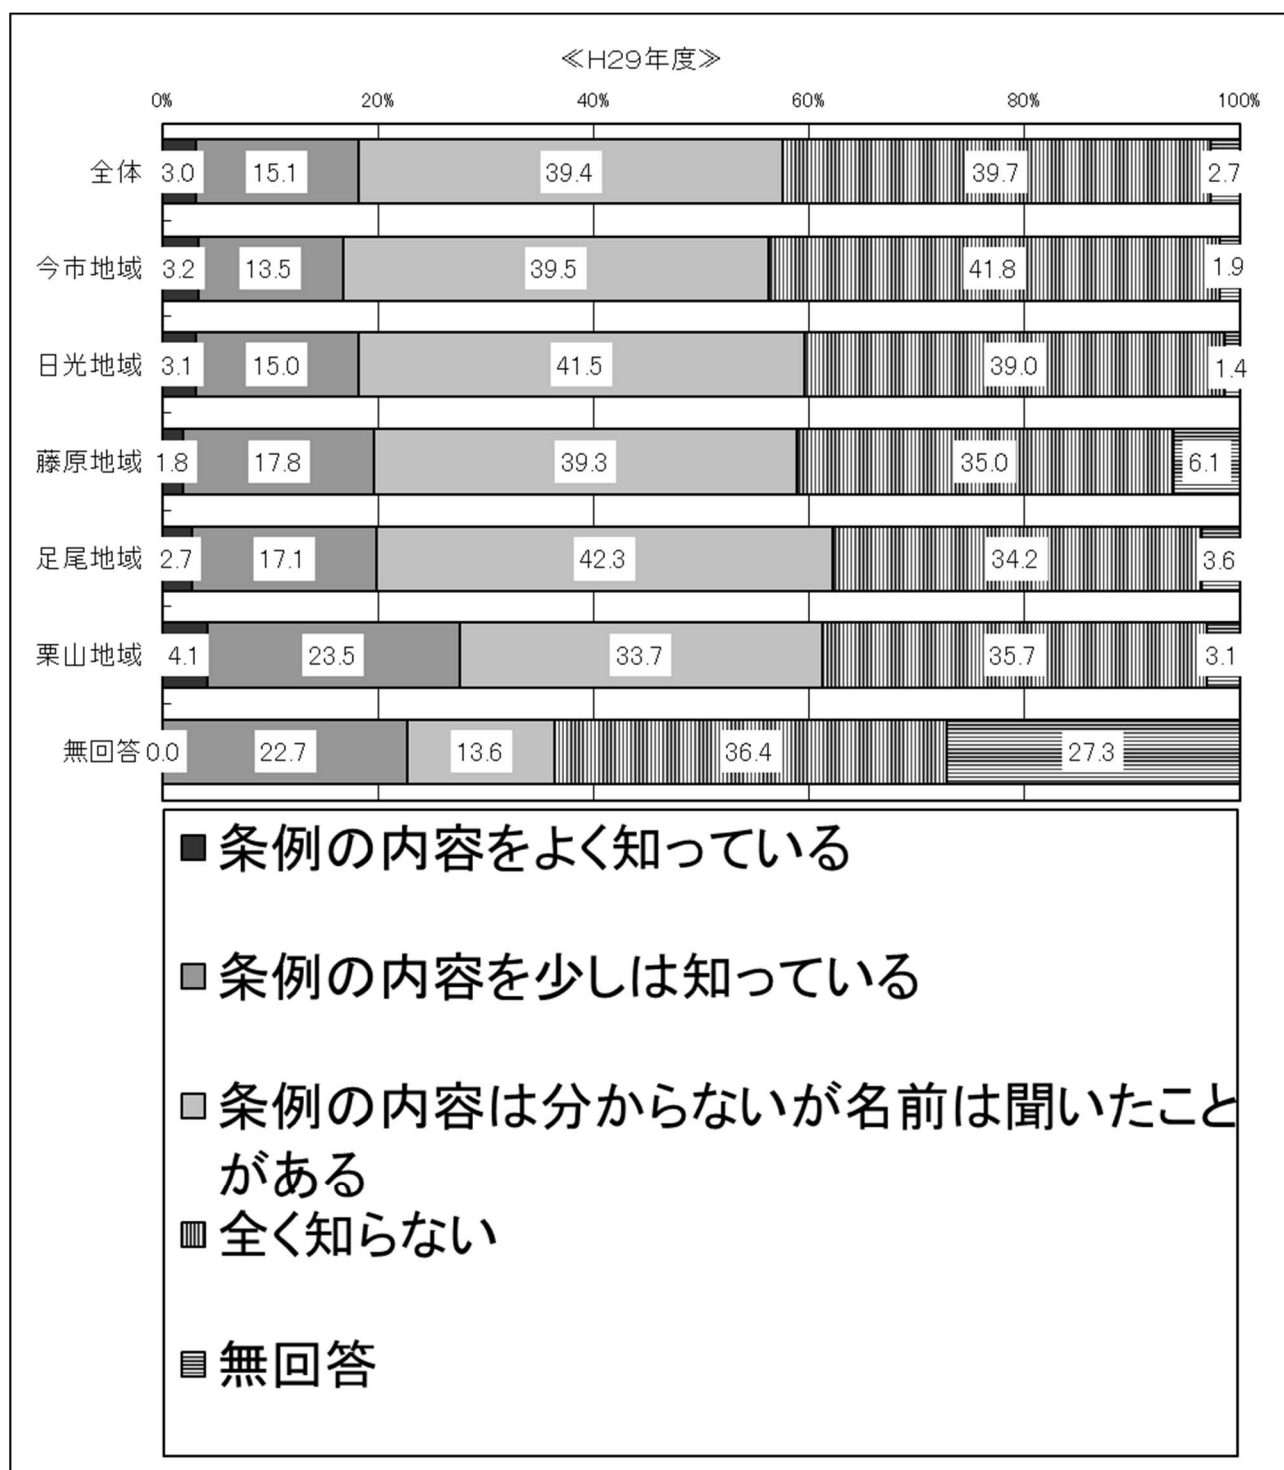 ≪H29年度≫
0% 20% 40% 60% 80% 100%
全体 3.0 15.1 39.4 39.7 2.7
今市地域 3.2 13.5 39.5 41.8 1.9
日光地域 3.1 15.0 41.5 39.0 1.4
藤原地域 1.8 17.8 39.3 35.0 6.1
足尾地域 2.7 17.1 42.3 34.2 3.6
栗山地域 4.1 23.5 33.7 35.7 3.1
無回答 0.0 22.7 13.6 36.4 27.3
条例の内容をよく知っている
条例の内容を少しは知っている
条例の内容は分からないが名前は聞いたこと
がある
全く知らない
無回答